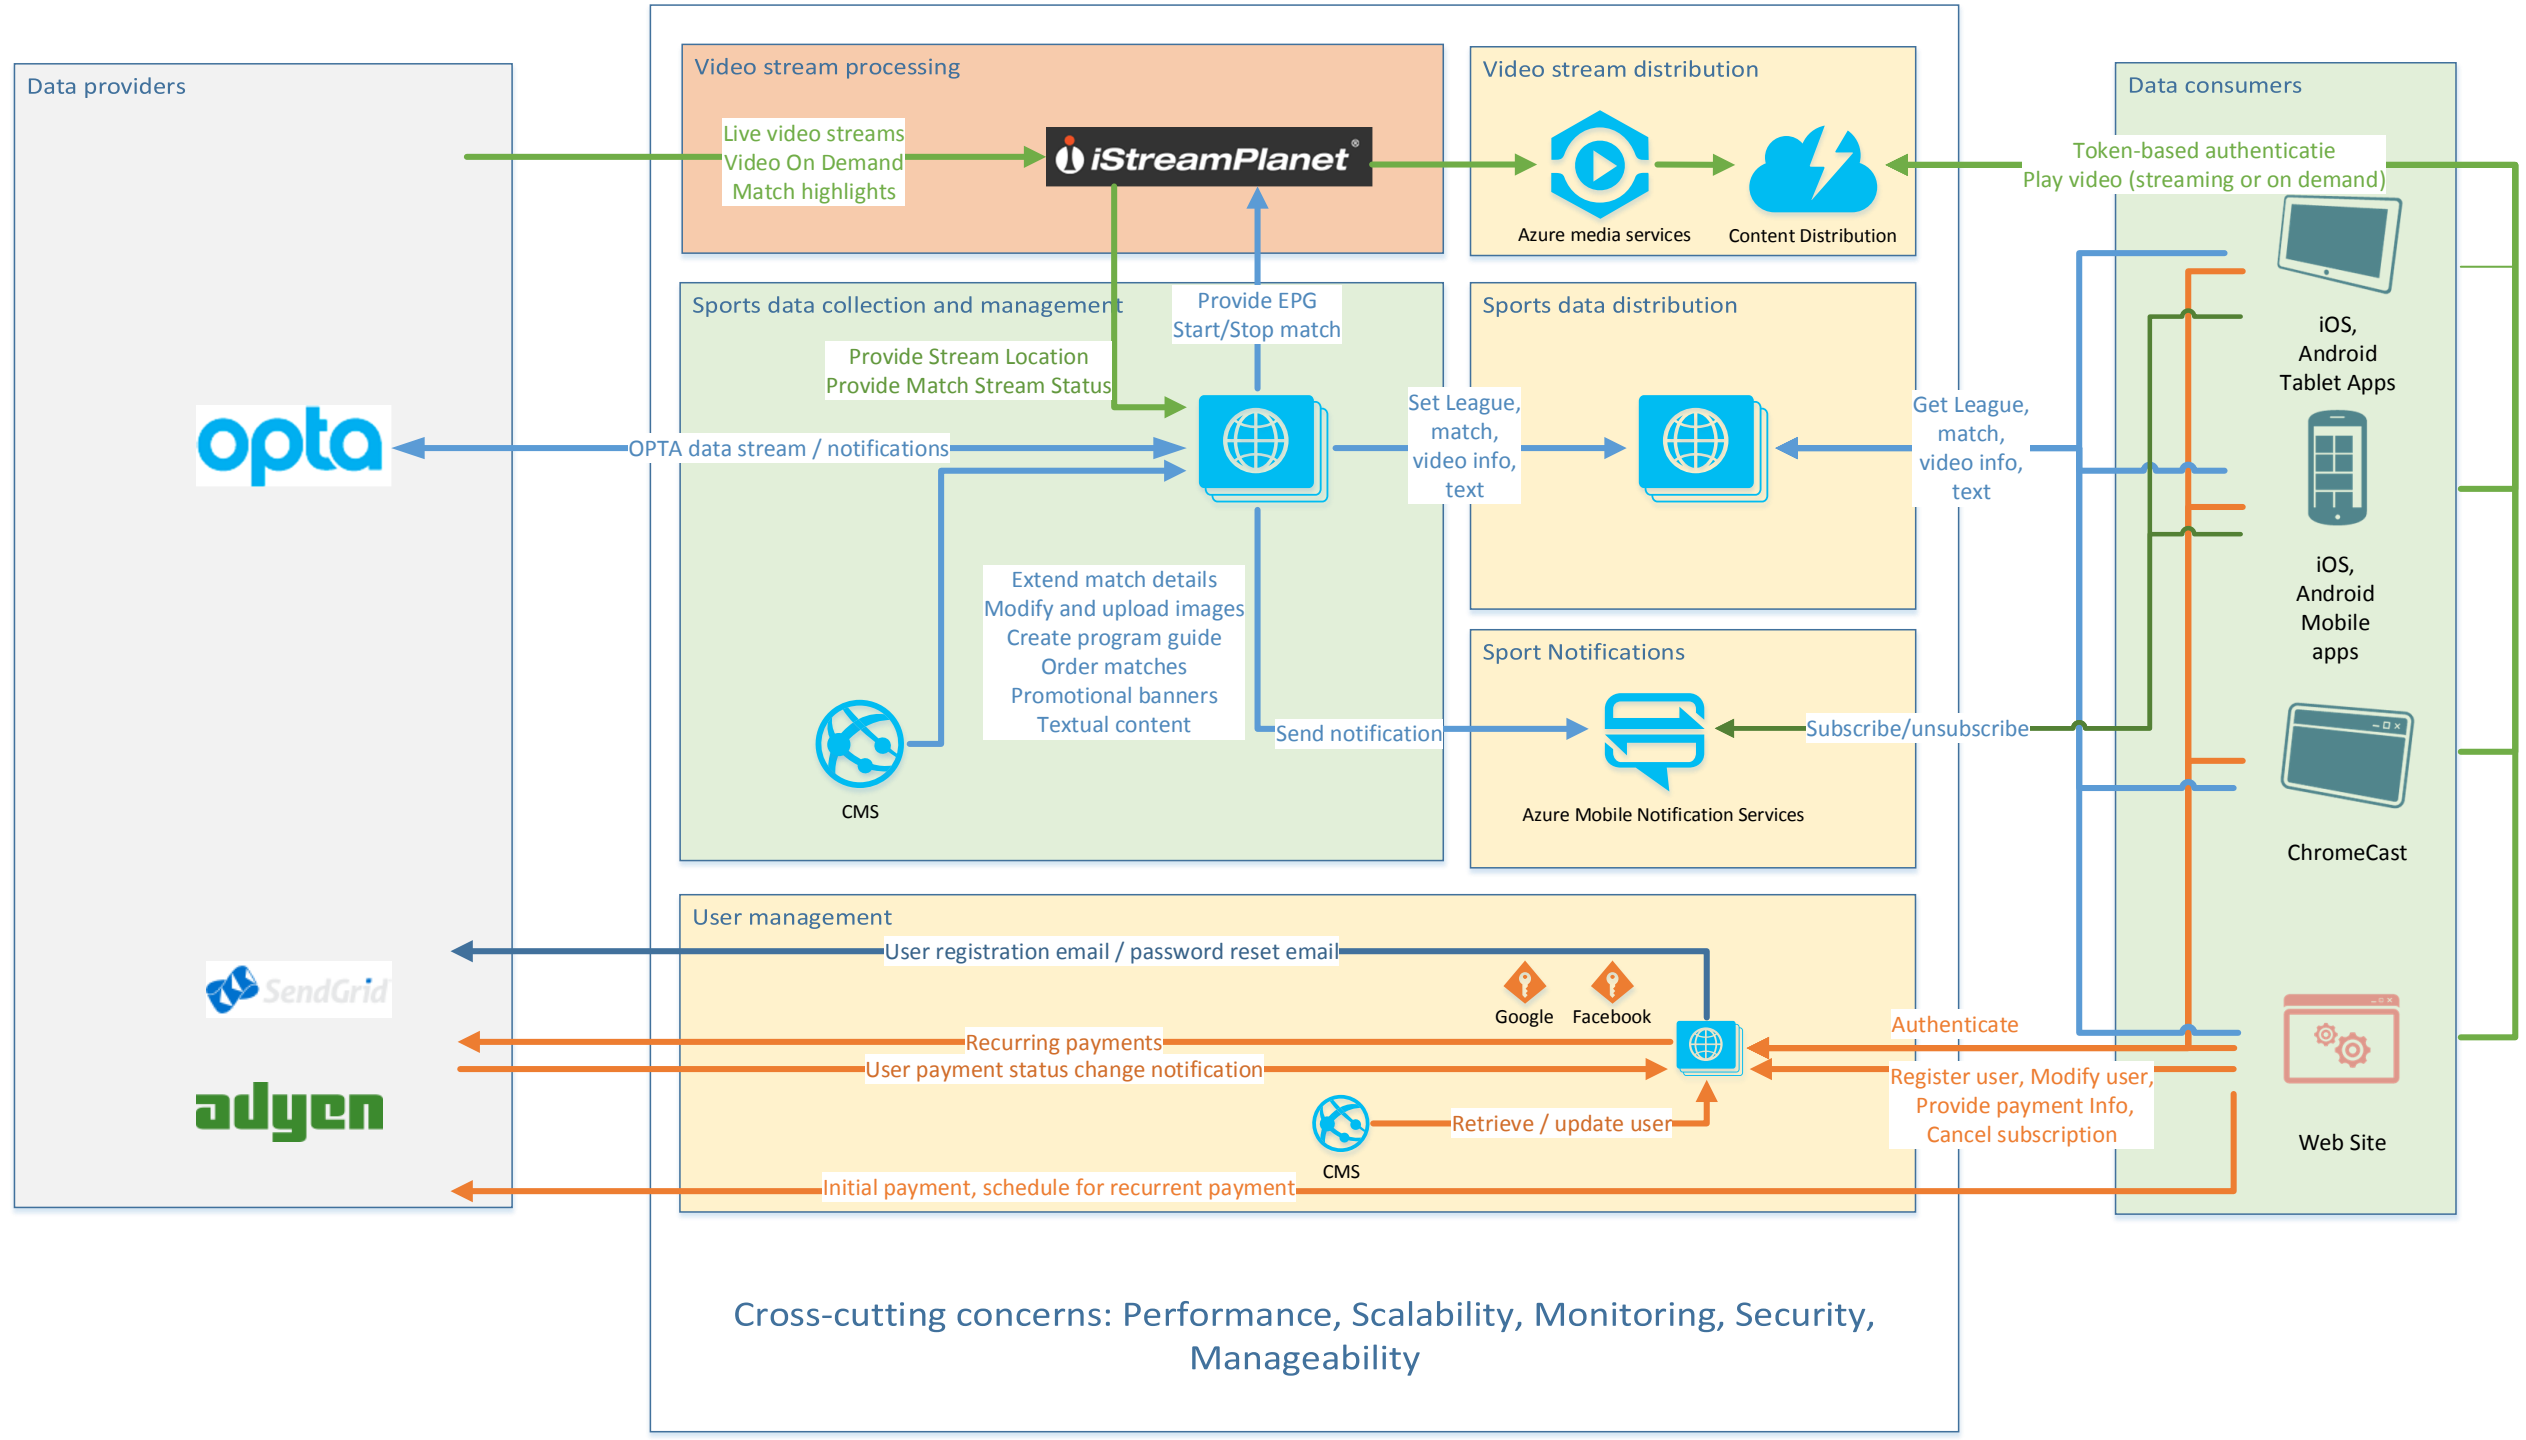 Data providers
opta
SendGrid
adyen
Video stream processing
Live video streams
Video On Demand
Match highlights
iStreamPlanet®
Video stream distribution
Azure media services
Content Distribution
Sports data collection and management
Provide EPG
Start/Stop match
Provide Stream Location
Provide Match Stream Status
OPTA data stream / notifications
Extend match details
Modify and upload images
Create program guide
Order matches
Promotional banners
Textual content
CMS
Sports data distribution
Set League,
match,
video info,
text
Get League,
match,
video info,
text
Sport Notifications
Send notification
Subscribe/unsubscribe
Azure Mobile Notification Services
User management
User registration email / password reset email
Google
Facebook
Recurring payments
User payment status change notification
Retrieve / update user
CMS
Initial payment, schedule for recurrent payment
Authenticate
Register user, Modify user,
Provide payment Info,
Cancel subscription
Data consumers
Token-based authenticatie
Play video (streaming or on demand)
iOS,
Android
Tablet Apps
iOS,
Android
Mobile
apps
ChromeCast
Web Site
Cross-cutting concerns: Performance, Scalability, Monitoring, Security,
Manageability